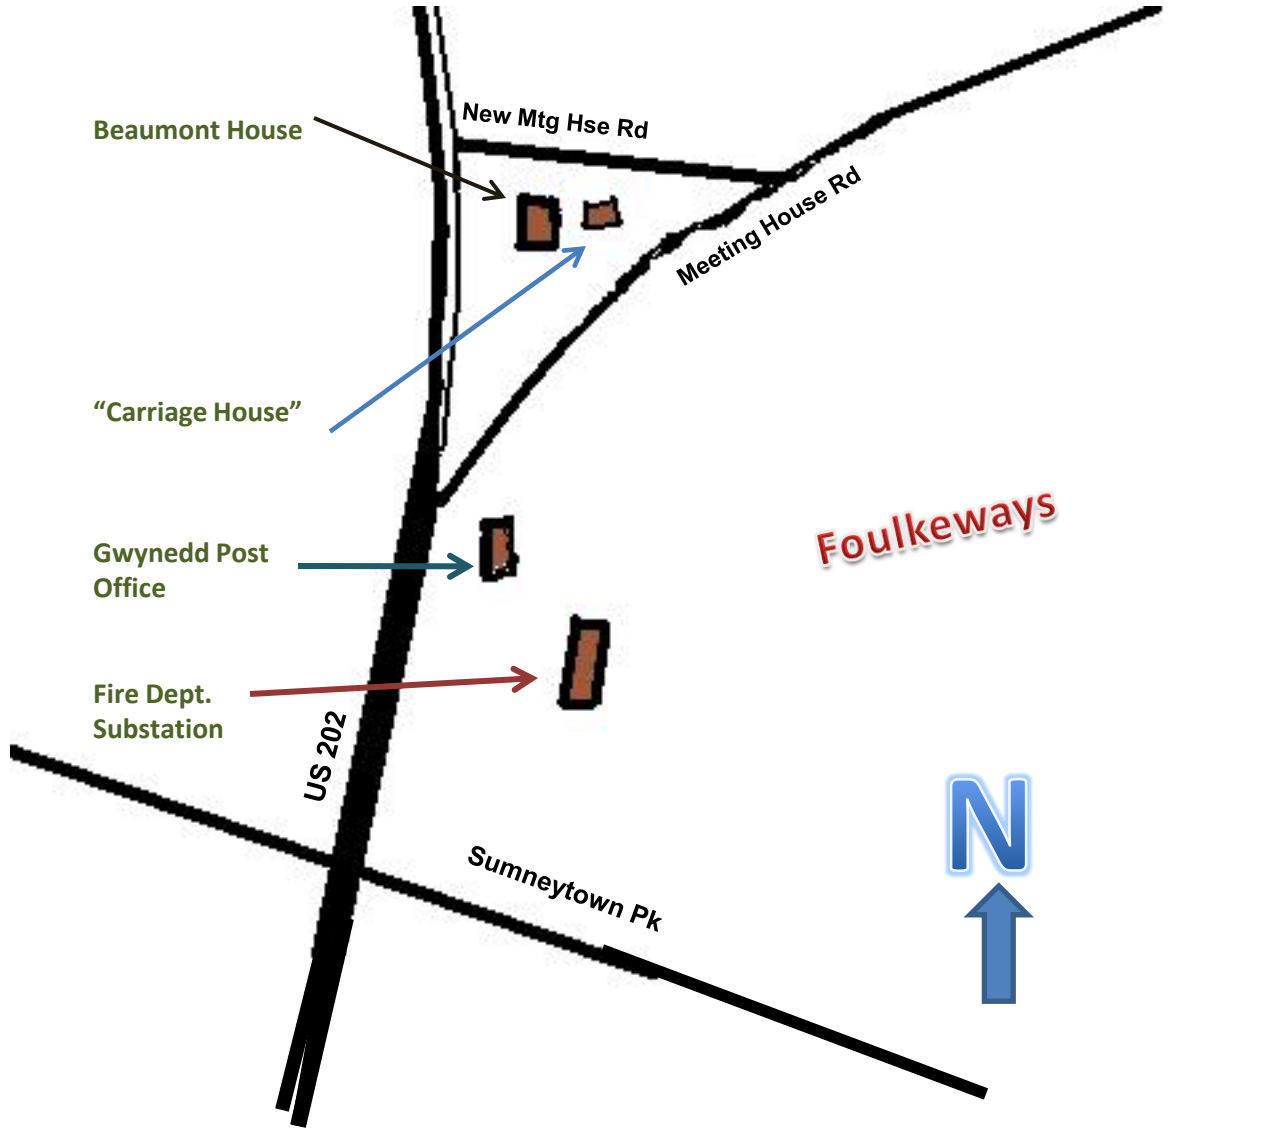 New Mtg Hse Rd
Beaumont House
Meeting House Rd
“Carriage House”
Foulkeways
Gwynedd Post
Office
Fire Dept.
Substation
US 202
N
Sumneytown Pk